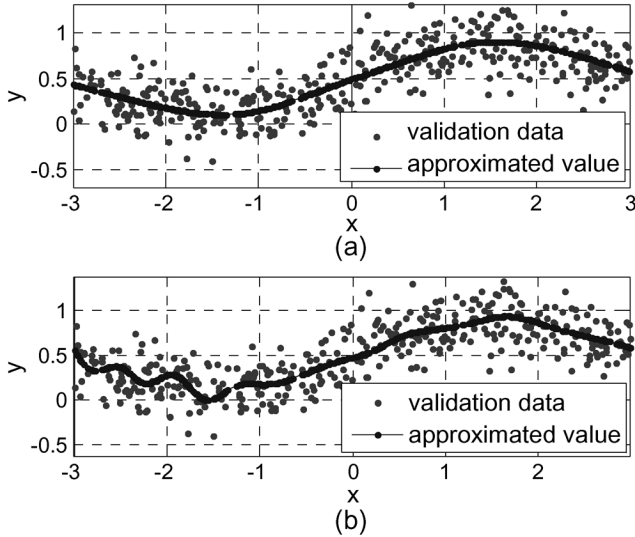 1
0.5
y
0
-0.5
validation data
approximated value
-3 -2 -1 0 1 2 3
x
(a)
1
0.5
y
0
-0.5
validation data
approximated value
-3 -2 -1 0 1 2 3
x
(b)